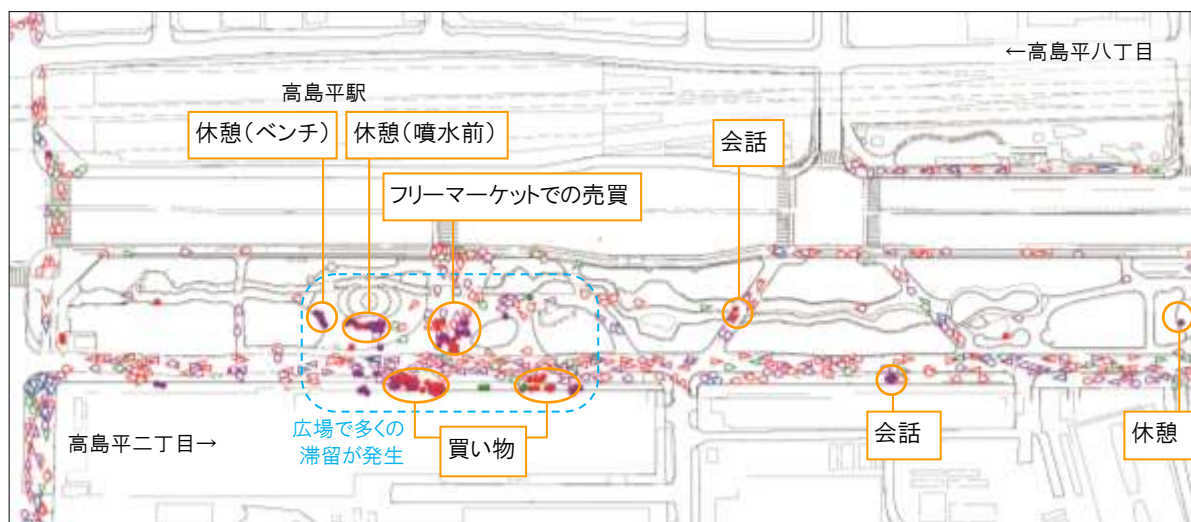 ←高島平八丁目
高島平駅
休憩(ベンチ)
休憩(噴水前)
会話
フリーマーケットでの売買
広場で多くの
滞留が発生
買い物
会話
休憩
高島平二丁目→